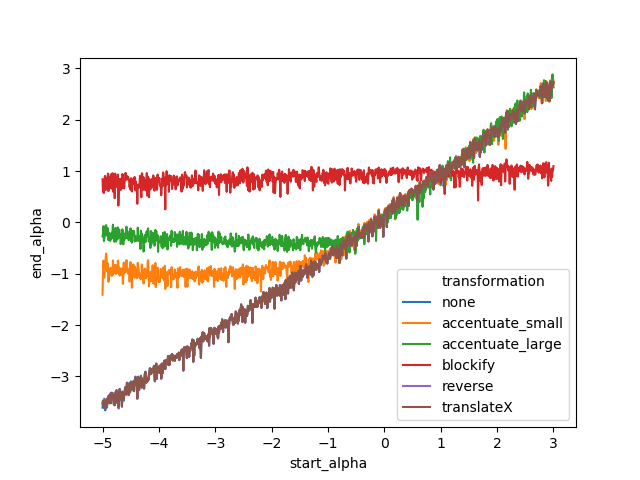 3
2
1
0
−1
−2
−3
end_alpha
−5
−4
−3
−2
−1
0
1
2
3
start_alpha
transformation
none
accentuate_small
accentuate_large
blockify
reverse
translateX